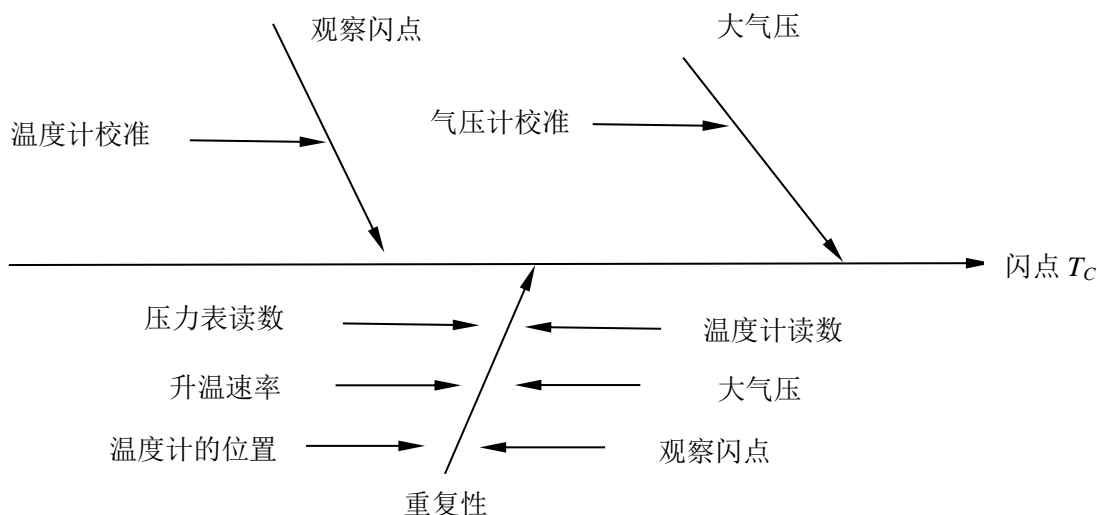 观察闪点
大气压
温度计校准
气压计校准
闪点 T_C
压力表读数
温度计读数
升温速率
大气压
温度计的位置
观察闪点
重复性